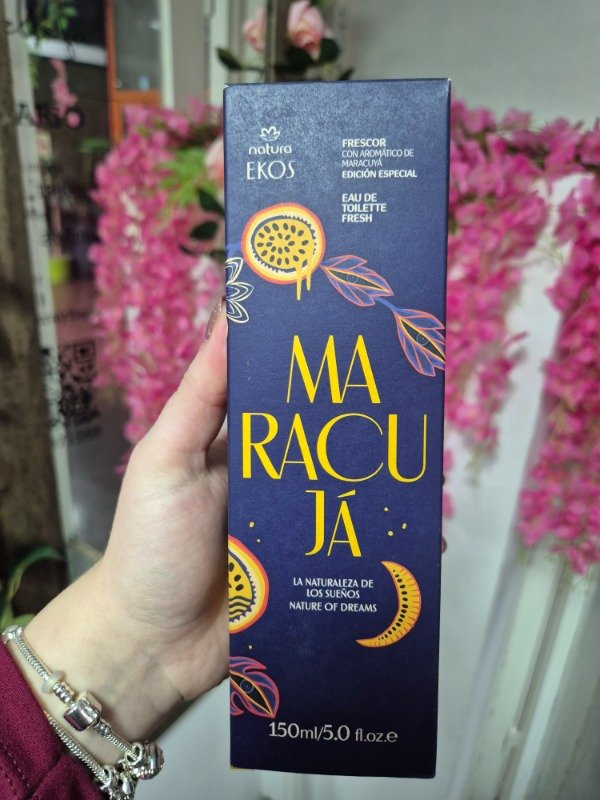 natura
EKOS
FRESCOR
CON AROMÁTICO DE
MARACUYÁ
EDICIÓN ESPECIAL
EAU DE
TOILETTE
FRESH
MA
RACU
JÁ
LA NATURALEZA DE
LOS SUEÑOS
NATURE OF DREAMS
150ml/5.0 fl.oz.e